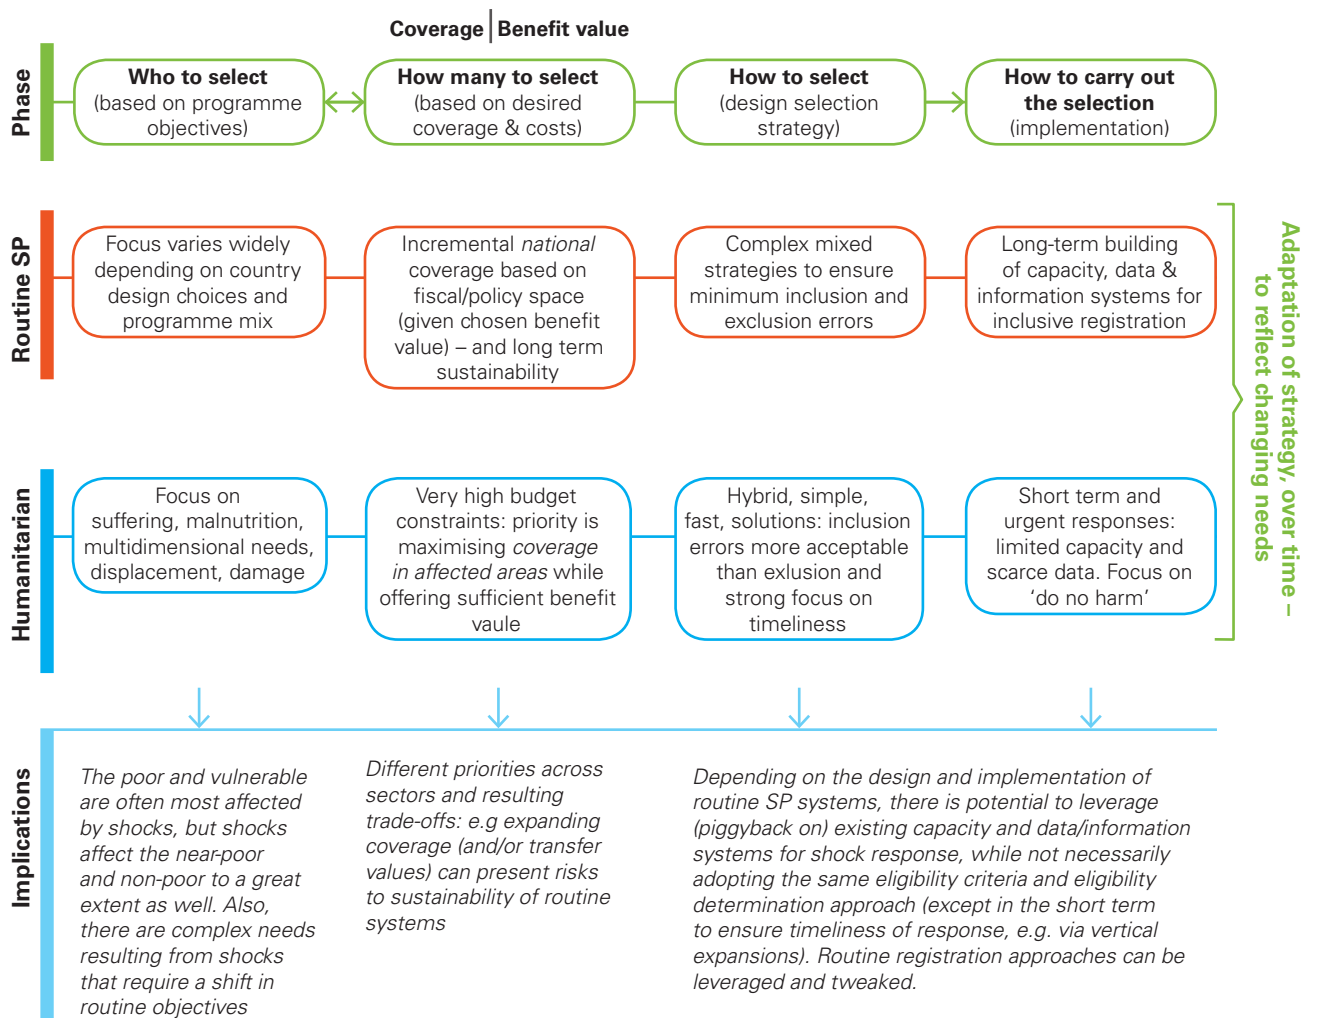 Coverage | Benefit value
Phase
Who to select
(based on programme
objectives)
How many to select
(based on desired
coverage & costs)
How to select
(design selection
strategy)
How to carry out
the selection
(implementation)
Routine SP
Focus varies widely
depending on country
design choices and
programme mix
Incremental national
coverage based on
fiscal/policy space
(given chosen benefit
value) – and long term
sustainability
Complex mixed
strategies to ensure
minimum inclusion and
exclusion errors
Long-term building
of capacity, data &
information systems for
inclusive registration
Adaptation of strategy, over time –
to reflect changing needs
Humanitarian
Focus on
suffering, malnutrition,
multidimensional needs,
displacement, damage
Very high budget
constraints: priority is
maximising coverage
in affected areas while
offering sufficient benefit
vaule
Hybrid, simple,
fast, solutions: inclusion
errors more acceptable
than exlusion and
strong focus on
timeliness
Short term and
urgent responses:
limited capacity and
scarce data. Focus on
‘do no harm’
Implications
The poor and vulnerable
are often most affected
by shocks, but shocks
affect the near-poor
and non-poor to a great
extent as well. Also,
there are complex needs
resulting from shocks
that require a shift in
routine objectives
Different priorities across
sectors and resulting
trade-offs: e.g expanding
coverage (and/or transfer
values) can present risks
to sustainability of routine
systems
Depending on the design and implementation of
routine SP systems, there is potential to leverage
(piggyback on) existing capacity and data/information
systems for shock response, while not necessarily
adopting the same eligibility criteria and eligibility
determination approach (except in the short term
to ensure timeliness of response, e.g. via vertical
expansions). Routine registration approaches can be
leveraged and tweaked.